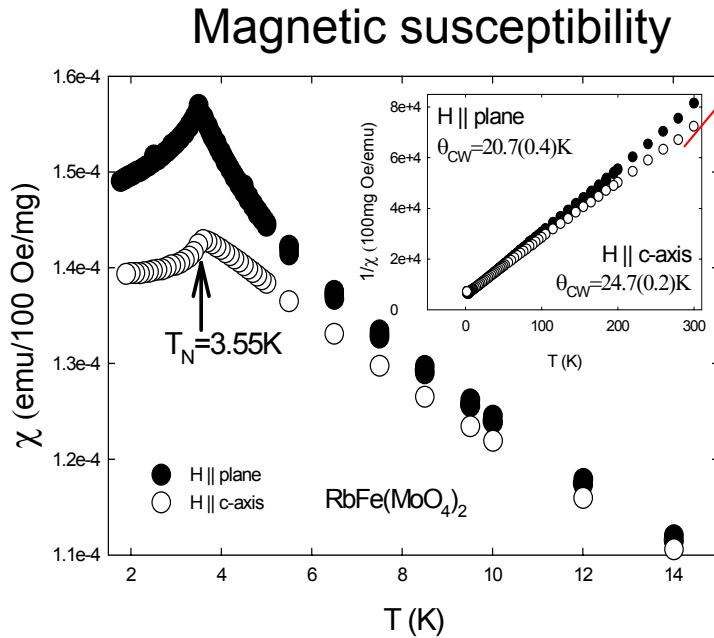 Magnetic susceptibility
χ (emu/100 Oe/mg)
1.6e-4
1.5e-4
1.4e-4
1.3e-4
1.2e-4
1.1e-4
2 4 6 8 10 12 14
T (K)
T_N=3.55K
H || plane
H || c-axis
RbFe(MoO₄)₂
1/χ (100mg Oe/emu)
8e+4
6e+4
4e+4
2e+4
0
0 100 200 300
T (K)
H || plane
θ_CW=20.7(0.4)K
H || c-axis
θ_CW=24.7(0.2)K